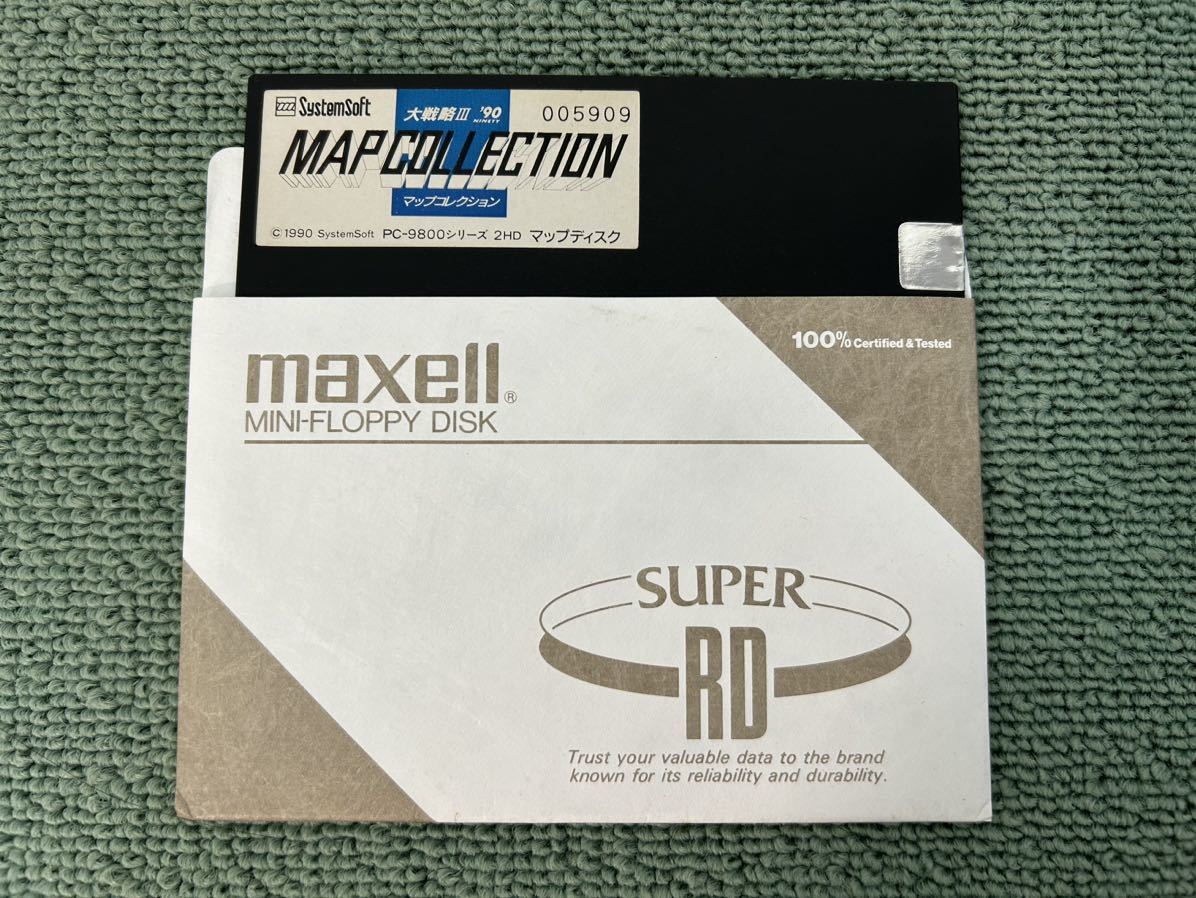 SystemSoft
大戦略III '90
NINETY
005909
MAP COLLECTION
マップコレクション
© 1990 SystemSoft PC-9800シリーズ 2HD マップディスク
100% Certified & Tested
maxell®
MINI-FLOPPY DISK
SUPER
RD
Trust your valuable data to the brand
known for its reliability and durability.